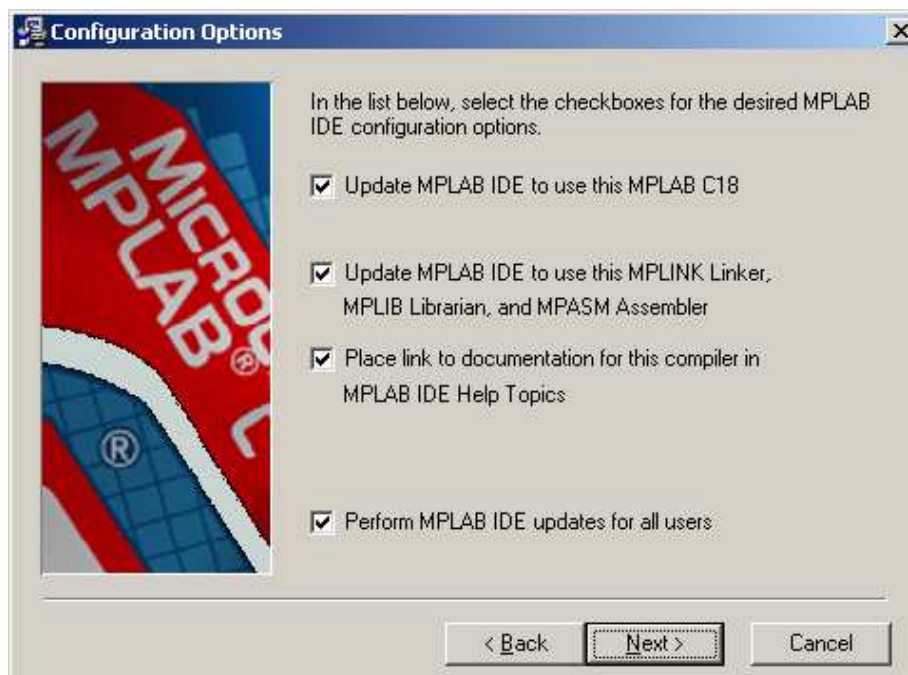 Configuration Options
In the list below, select the checkboxes for the desired MPLAB
IDE configuration options.
Update MPLAB IDE to use this MPLAB C18
Update MPLAB IDE to use this MPLINK Linker,
MPLIB Librarian, and MPASM Assembler
Place link to documentation for this compiler in
MPLAB IDE Help Topics
Perform MPLAB IDE updates for all users
MICROC
MPLAB® C
®
< Back
Next >
Cancel